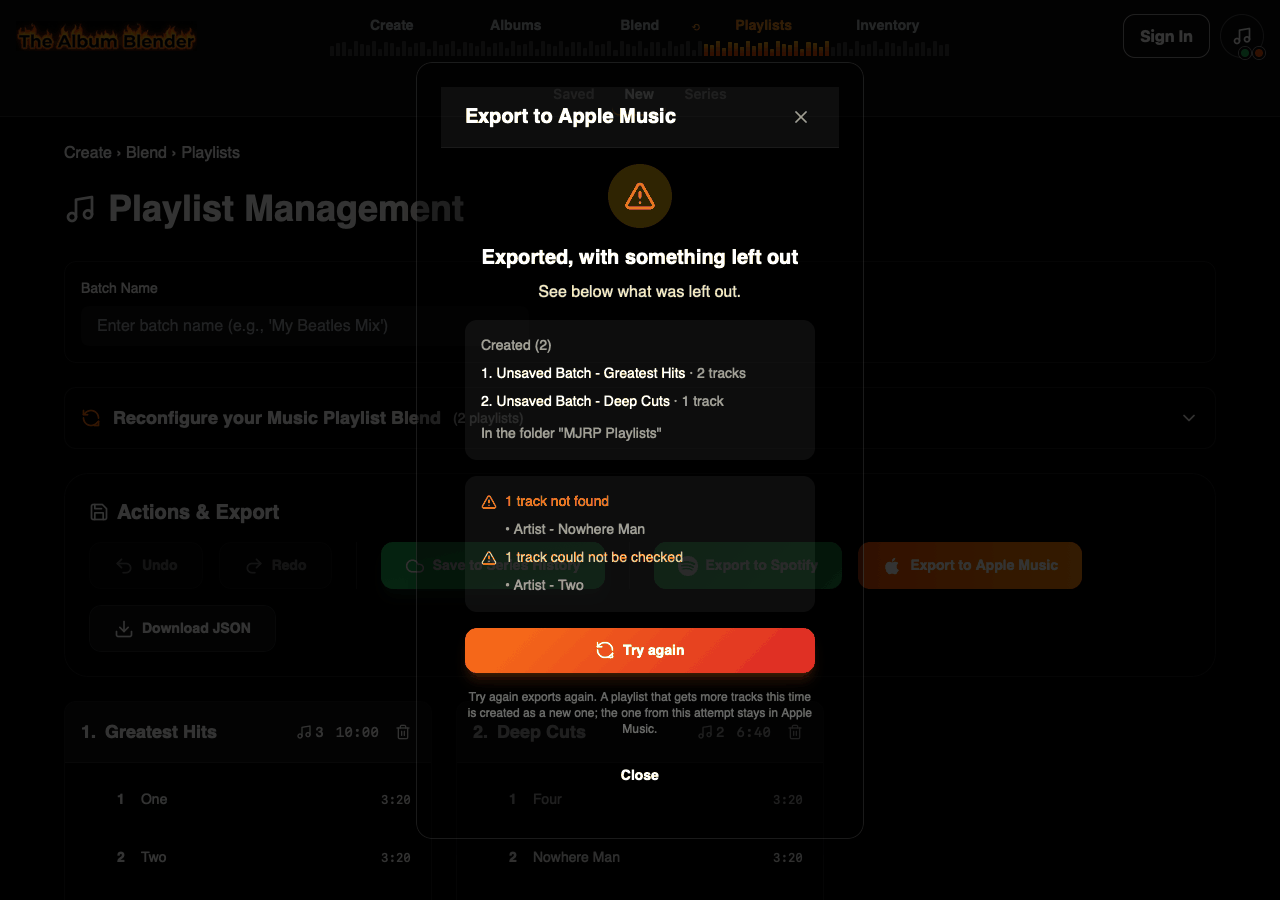 The Album Blender
Create
Albums
Blend
Playlists
Inventory
Sign In
Saved
New
Series
Export to Apple Music
Create › Blend › Playlists
Playlist Management
Exported, with something left out
See below what was left out.
Batch Name
Enter batch name (e.g., 'My Beatles Mix')
Created (2)
1. Unsaved Batch - Greatest Hits · 2 tracks
2. Unsaved Batch - Deep Cuts · 1 track
In the folder "MJRP Playlists"
Reconfigure your Music Playlist Blend (2 playlists)
Actions & Export
1 track not found
• Artist - Nowhere Man
1 track could not be checked
• Artist - Two
Undo
Redo
Save to Series History
Export to Spotify
Export to Apple Music
Download JSON
Try again
Try again exports again. A playlist that gets more tracks this time
is created as a new one; the one from this attempt stays in Apple
Music.
Close
1. Greatest Hits 3 10:00
1 One 3:20
2 Two 3:20
2. Deep Cuts 2 6:40
1 Four 3:20
2 Nowhere Man 3:20